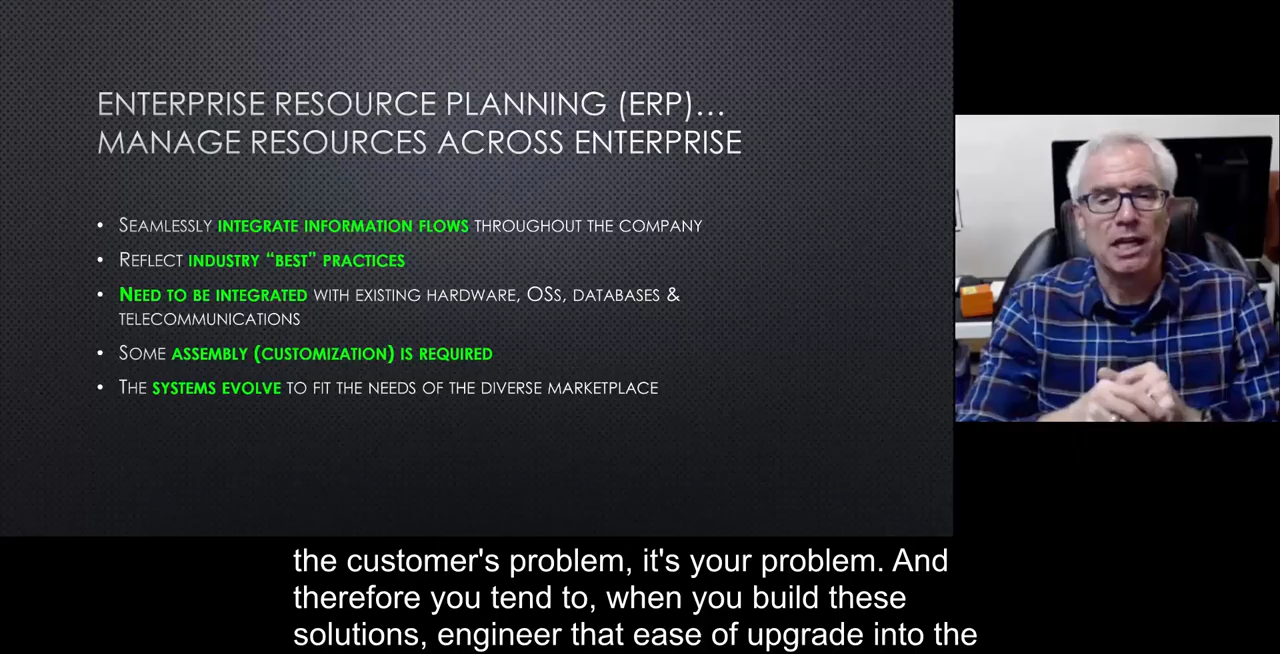 ENTERPRISE RESOURCE PLANNING (ERP)…
MANAGE RESOURCES ACROSS ENTERPRISE
• SEAMLESSLY INTEGRATE INFORMATION FLOWS THROUGHOUT THE COMPANY
• REFLECT INDUSTRY “BEST” PRACTICES
• NEED TO BE INTEGRATED WITH EXISTING HARDWARE, OSS, DATABASES &
TELECOMMUNICATIONS
• SOME ASSEMBLY (CUSTOMIZATION) IS REQUIRED
• THE SYSTEMS EVOLVE TO FIT THE NEEDS OF THE DIVERSE MARKETPLACE
the customer's problem, it's your problem. And
therefore you tend to, when you build these
solutions, engineer that ease of upgrade into the